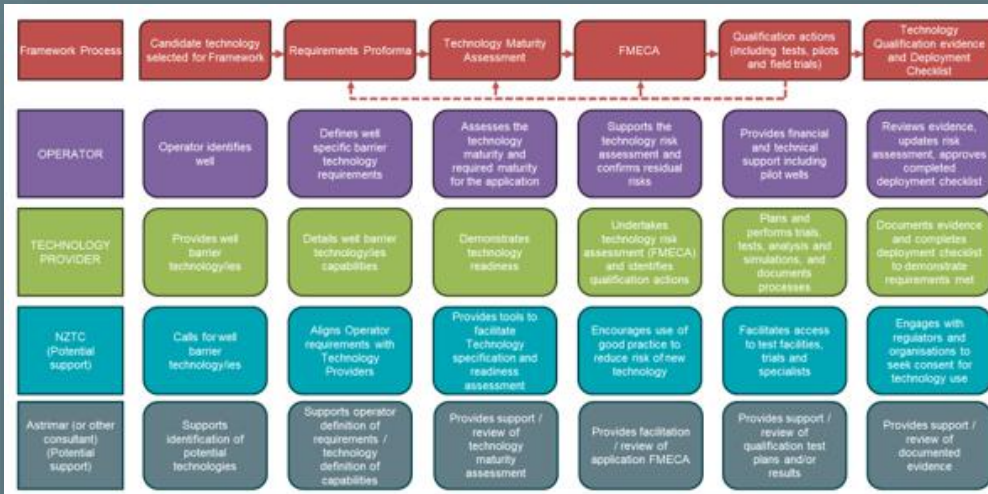 Framework Process
Candidate technology
selected for Framework
Requirements Proforma
Technology Maturity
Assessment
FMECA
Qualification actions
(including tests, pilots
and field trials)
Technology
Qualification evidence
and Deployment
Checklist
OPERATOR
Operator identifies
well
Defines well
specific barrier
technology
requirements
Assesses the
technology
maturity and
required maturity
for the application
Supports the
technology risk
assessment and
confirms residual
risks
Provides financial
and technical
support including
pilot wells
Reviews evidence,
updates risk
assessment, approves
completed
deployment checklist
TECHNOLOGY
PROVIDER
Provides well
barrier
technology/ies
Details well barrier
technology/ies
capabilities
Demonstrates
technology
readiness
Undertakes
technology risk
assessment (FMECA)
and identifies
qualification actions
Plans and
performs trials,
tests, analysis and
simulations, and
documents
processes
Documents evidence
and completes
deployment checklist
to demonstrate
requirements met
NZTC
(Potential
support)
Calls for well
barrier
technology/ies
Aligns Operator
requirements with
Technology
Providers
Provides tools to
facilitate
Technology
specification and
readiness
assessment
Encourages use of
good practice to
reduce risk of new
technology
Facilitates access
to test facilities,
trials and
specialists
Engages with
regulators and
organisations to
seek consent for
technology use
Astrimar (or other
consultant)
(Potential
support)
Supports
identification of
potential
technologies
Supports operator
definition of
requirements /
technology
definition of
capabilities
Provides support /
review of
technology
maturity
assessment
Provides facilitation
/ review of
application FMECA
Provides support /
review of
qualification test
plans and/or
results
Provides support /
review of
documented
evidence